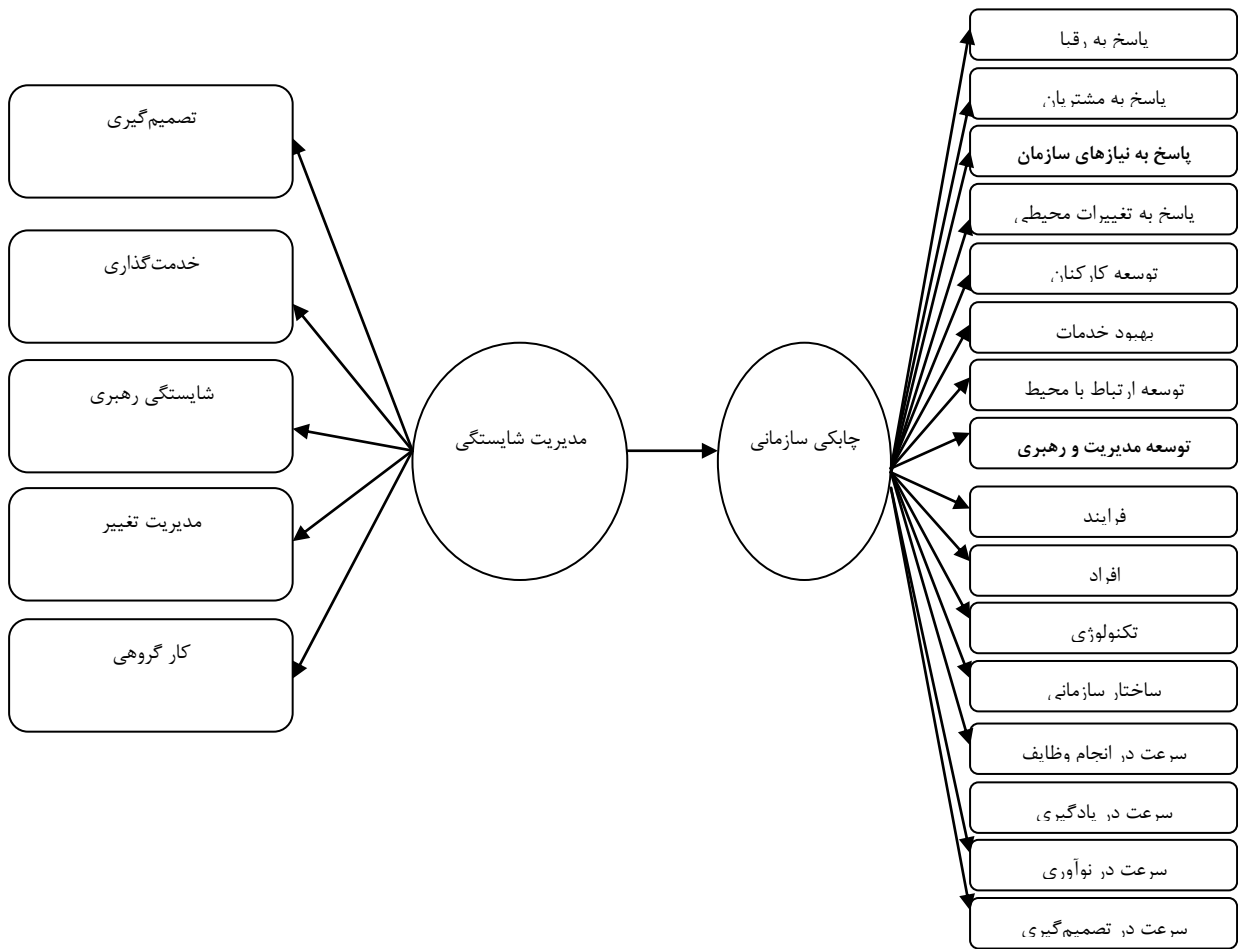 پاسخ به رقبا
پاسخ به مشتریان
پاسخ به نیازهای سازمان
پاسخ به تغییرات محیطی
توسعه کارکنان
بهبود خدمات
توسعه ارتباط با محیط
توسعه مدیریت و رهبری
فرایند
افراد
تکنولوژی
ساختار سازمانی
سرعت در انجام وظایف
سرعت در یادگیری
سرعت در نوآوری
سرعت در تصمیم‌گیری
چابکی سازمانی
مدیریت شایستگی
تصمیم‌گیری
خدمت‌گذاری
شایستگی رهبری
مدیریت تغییر
کار گروهی